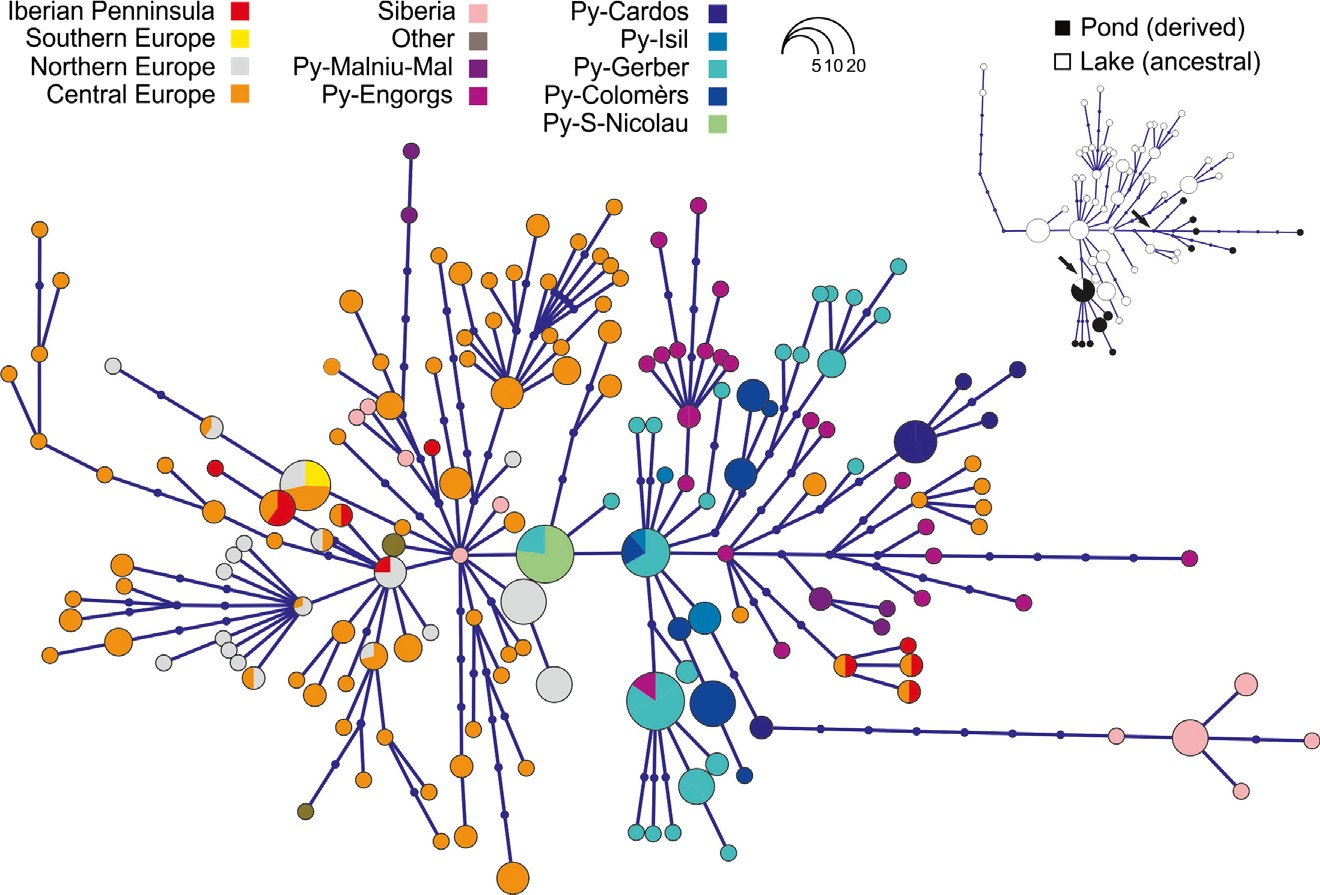 Iberian Penninsula
Southern Europe
Northern Europe
Central Europe
Siberia
Other
Py-Malniu-Mal
Py-Engorgs
Py-Cardos
Py-Isil
Py-Gerber
Py-Colomèrs
Py-S-Nicolau
5 10 20
Pond (derived)
Lake (ancestral)